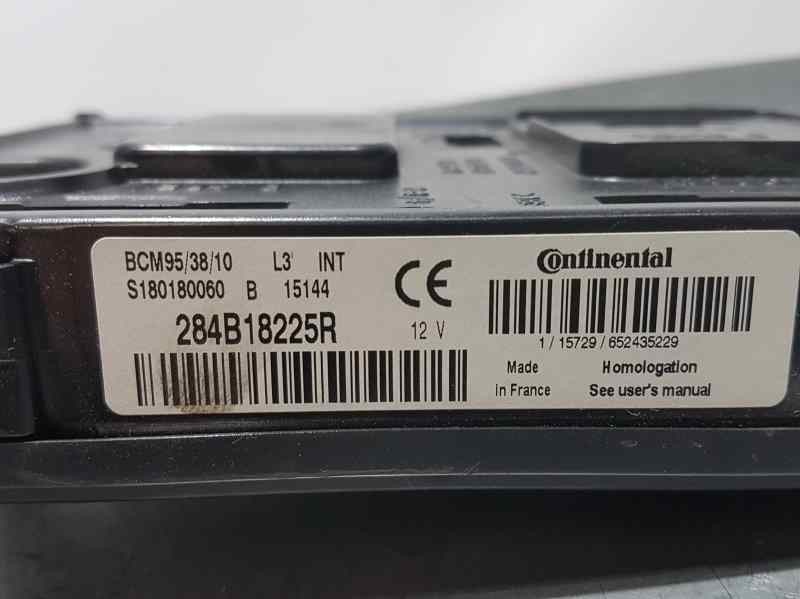 BCM95/38/10 L3 INT
S180180060 B 15144
284B18225R
CE
12 V
Continental
1 / 15729 / 652435229
Made
in France
Homologation
See user's manual